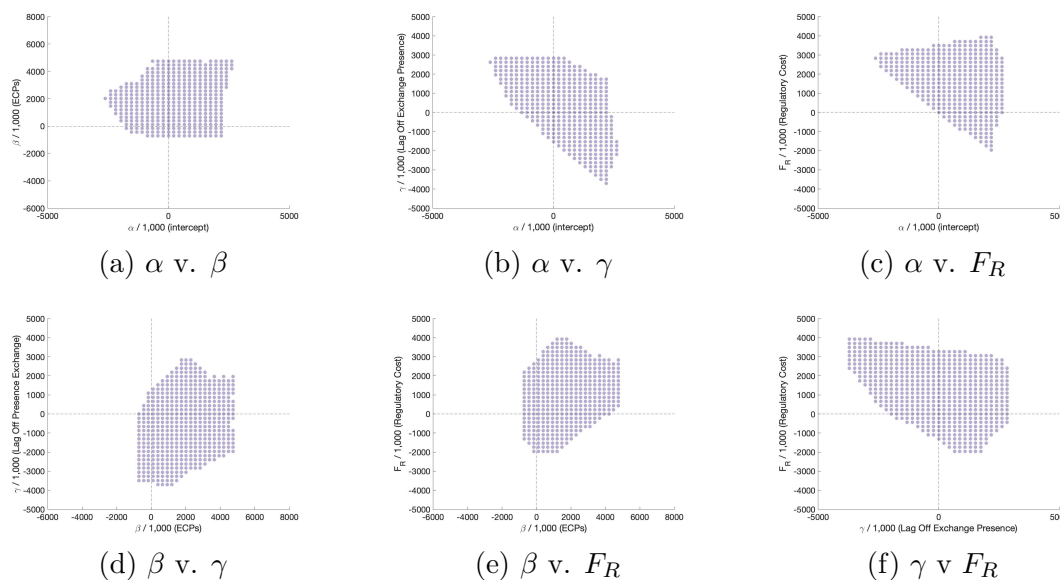 8000
6000
4000
2000
0
-2000
-4000
-6000
-5000 0 5000
β / 1,000 (ECPs)
α / 1,000 (intercept)
(a) α v. β
5000
4000
3000
2000
1000
0
-1000
-2000
-3000
-4000
-5000
-5000 0 5000
γ / 1,000 (Lag Off Exchange Presence)
α / 1,000 (intercept)
(b) α v. γ
5000
4000
3000
2000
1000
0
-1000
-2000
-3000
-4000
-5000
-5000 0 5000
F_R / 1,000 (Regulatory Cost)
α / 1,000 (intercept)
(c) α v. F_R
5000
4000
3000
2000
1000
0
-1000
-2000
-3000
-4000
-5000
-6000 -4000 -2000 0 2000 4000 6000 8000
γ / 1,000 (Lag Off Presence Exchange)
β / 1,000 (ECPs)
(d) β v. γ
5000
4000
3000
2000
1000
0
-1000
-2000
-3000
-4000
-5000
-6000 -4000 -2000 0 2000 4000 6000 8000
F_R / 1,000 (Regulatory Cost)
β / 1,000 (ECPs)
(e) β v. F_R
5000
4000
3000
2000
1000
0
-1000
-2000
-3000
-4000
-5000
-5000 0 5000
F_R / 1,000 (Regulatory Cost)
γ / 1,000 (Lag Off Exchange Presence)
(f) γ v F_R